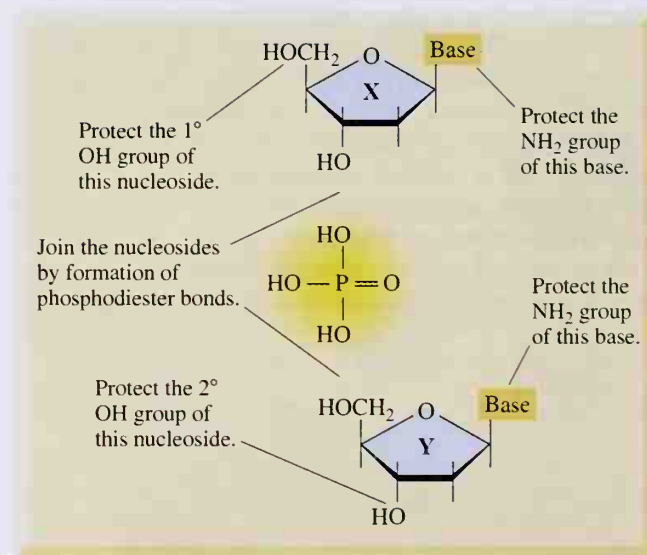 HOCH2
O
Base
X
Protect the 1°
OH group of
this nucleoside.
Protect the
NH2 group
of this base.
HO
Join the nucleosides
by formation of
phosphodiester bonds.
HO
HO — P = O
HO
Protect the
NH2 group
of this base.
Protect the 2°
OH group of
this nucleoside.
HOCH2
O
Base
Y
HO